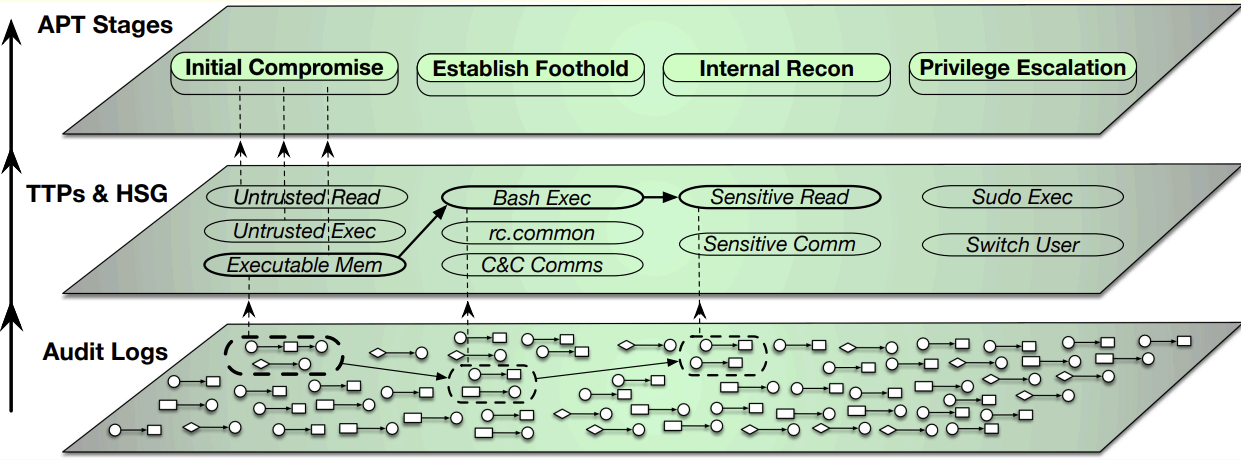 APT Stages
Initial Compromise
Establish Foothold
Internal Recon
Privilege Escalation
TTPs & HSG
Untrusted Read
Bash Exec
Sensitive Read
Sudo Exec
Untrusted Exec
rc.common
Sensitive Comm
Switch User
Executable Mem
C&C Comms
Audit Logs